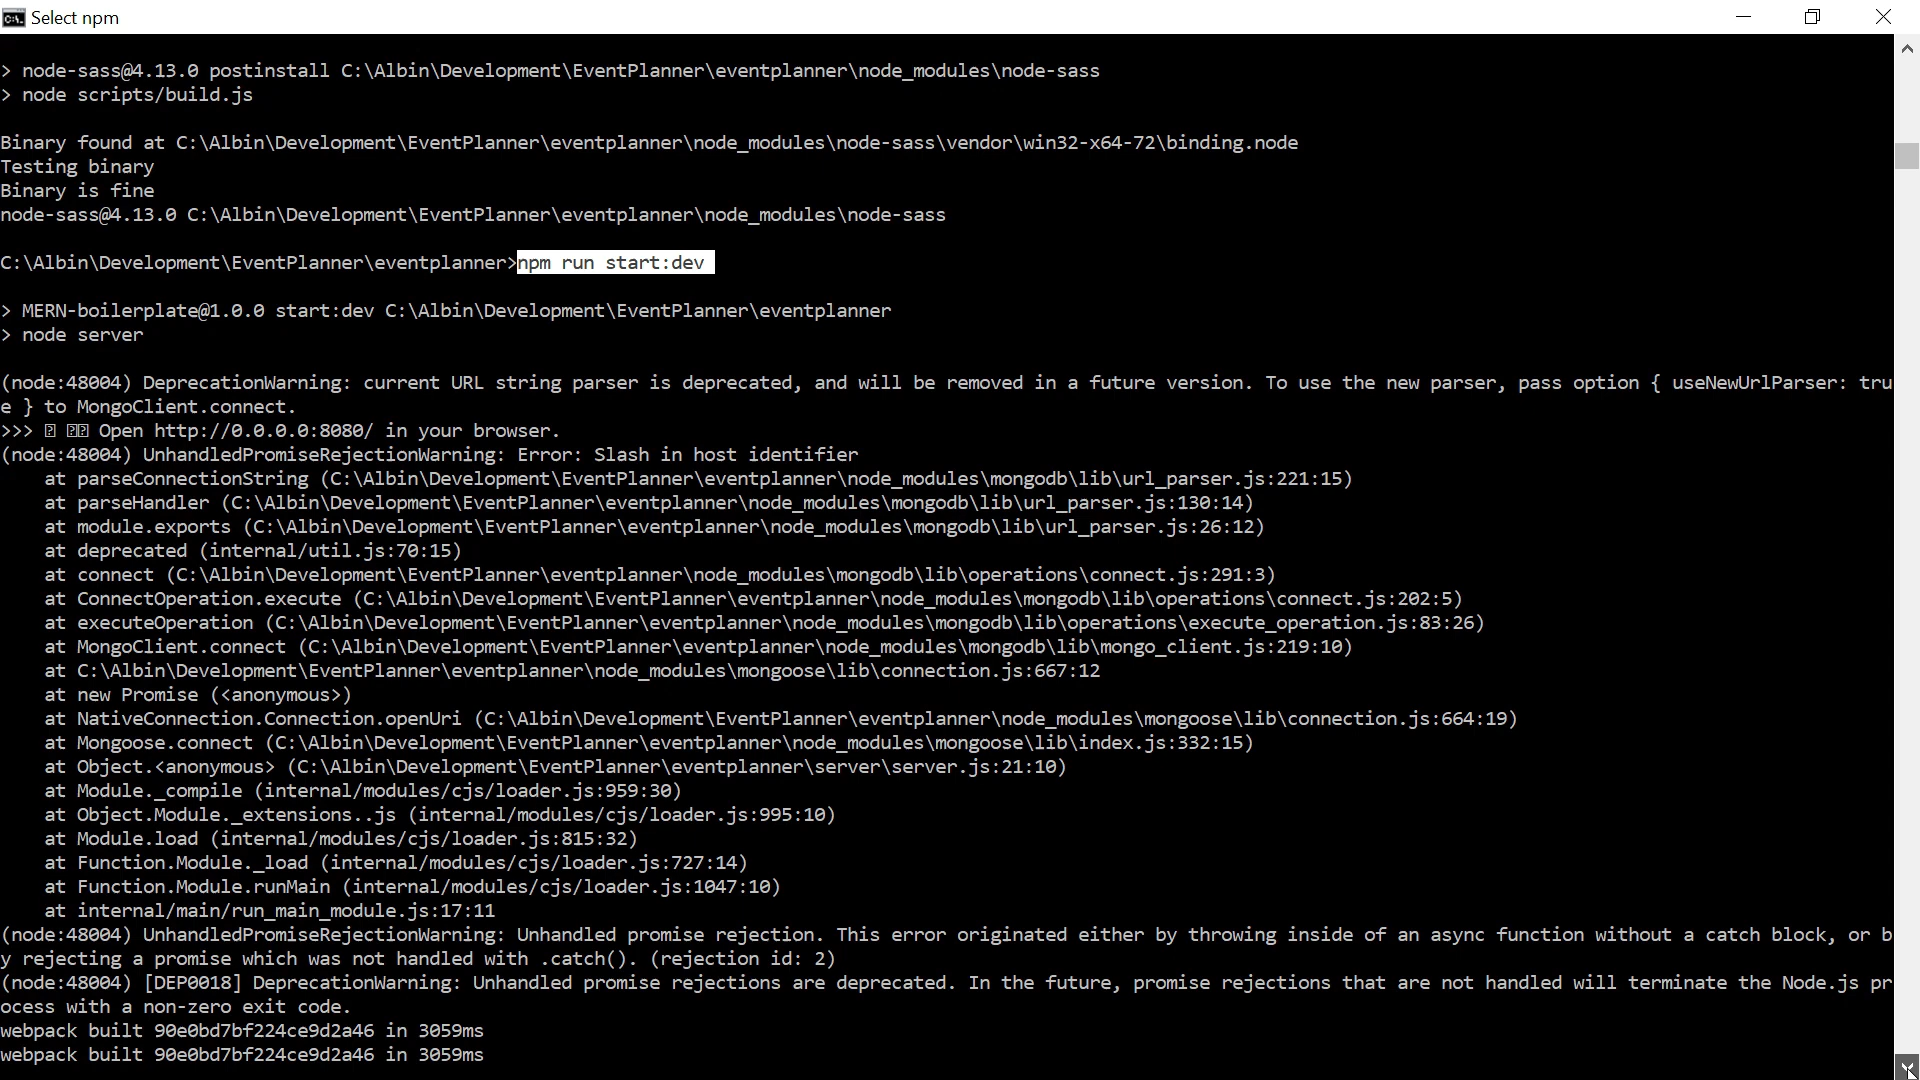 Select npm
> node-sass@4.13.0 postinstall C:\Albin\Development\EventPlanner\eventplanner\node_modules\node-sass
> node scripts/build.js
Binary found at C:\Albin\Development\EventPlanner\eventplanner\node_modules\node-sass\vendor\win32-x64-72\binding.node
Testing binary
Binary is fine
node-sass@4.13.0 C:\Albin\Development\EventPlanner\eventplanner\node_modules\node-sass
C:\Albin\Development\EventPlanner\eventplanner>npm run start:dev
> MERN-boilerplate@1.0.0 start:dev C:\Albin\Development\EventPlanner\eventplanner
> node server
(node:48004) DeprecationWarning: current URL string parser is deprecated, and will be removed in a future version. To use the new parser, pass option { useNewUrlParser: tru
e } to MongoClient.connect.
>>> Open http://0.0.0.0:8080/ in your browser.
(node:48004) UnhandledPromiseRejectionWarning: Error: Slash in host identifier
    at parseConnectionString (C:\Albin\Development\EventPlanner\eventplanner\node_modules\mongodb\lib\url_parser.js:221:15)
    at parseHandler (C:\Albin\Development\EventPlanner\eventplanner\node_modules\mongodb\lib\url_parser.js:130:14)
    at module.exports (C:\Albin\Development\EventPlanner\eventplanner\node_modules\mongodb\lib\url_parser.js:26:12)
    at deprecated (internal/util.js:70:15)
    at connect (C:\Albin\Development\EventPlanner\eventplanner\node_modules\mongodb\lib\operations\connect.js:291:3)
    at ConnectOperation.execute (C:\Albin\Development\EventPlanner\eventplanner\node_modules\mongodb\lib\operations\connect.js:202:5)
    at executeOperation (C:\Albin\Development\EventPlanner\eventplanner\node_modules\mongodb\lib\operations\execute_operation.js:83:26)
    at MongoClient.connect (C:\Albin\Development\EventPlanner\eventplanner\node_modules\mongodb\lib\mongo_client.js:219:10)
    at C:\Albin\Development\EventPlanner\eventplanner\node_modules\mongoose\lib\connection.js:667:12
    at new Promise (<anonymous>)
    at NativeConnection.Connection.openUri (C:\Albin\Development\EventPlanner\eventplanner\node_modules\mongoose\lib\connection.js:664:19)
    at Mongoose.connect (C:\Albin\Development\EventPlanner\eventplanner\node_modules\mongoose\lib\index.js:332:15)
    at Object.<anonymous> (C:\Albin\Development\EventPlanner\eventplanner\server\server.js:21:10)
    at Module._compile (internal/modules/cjs/loader.js:959:30)
    at Object.Module._extensions..js (internal/modules/cjs/loader.js:995:10)
    at Module.load (internal/modules/cjs/loader.js:815:32)
    at Function.Module._load (internal/modules/cjs/loader.js:727:14)
    at Function.Module.runMain (internal/modules/cjs/loader.js:1047:10)
    at internal/main/run_main_module.js:17:11
(node:48004) UnhandledPromiseRejectionWarning: Unhandled promise rejection. This error originated either by throwing inside of an async function without a catch block, or b
y rejecting a promise which was not handled with .catch(). (rejection id: 2)
(node:48004) [DEP0018] DeprecationWarning: Unhandled promise rejections are deprecated. In the future, promise rejections that are not handled will terminate the Node.js pr
ocess with a non-zero exit code.
webpack built 90e0bd7bf224ce9d2a46 in 3059ms
webpack built 90e0bd7bf224ce9d2a46 in 3059ms